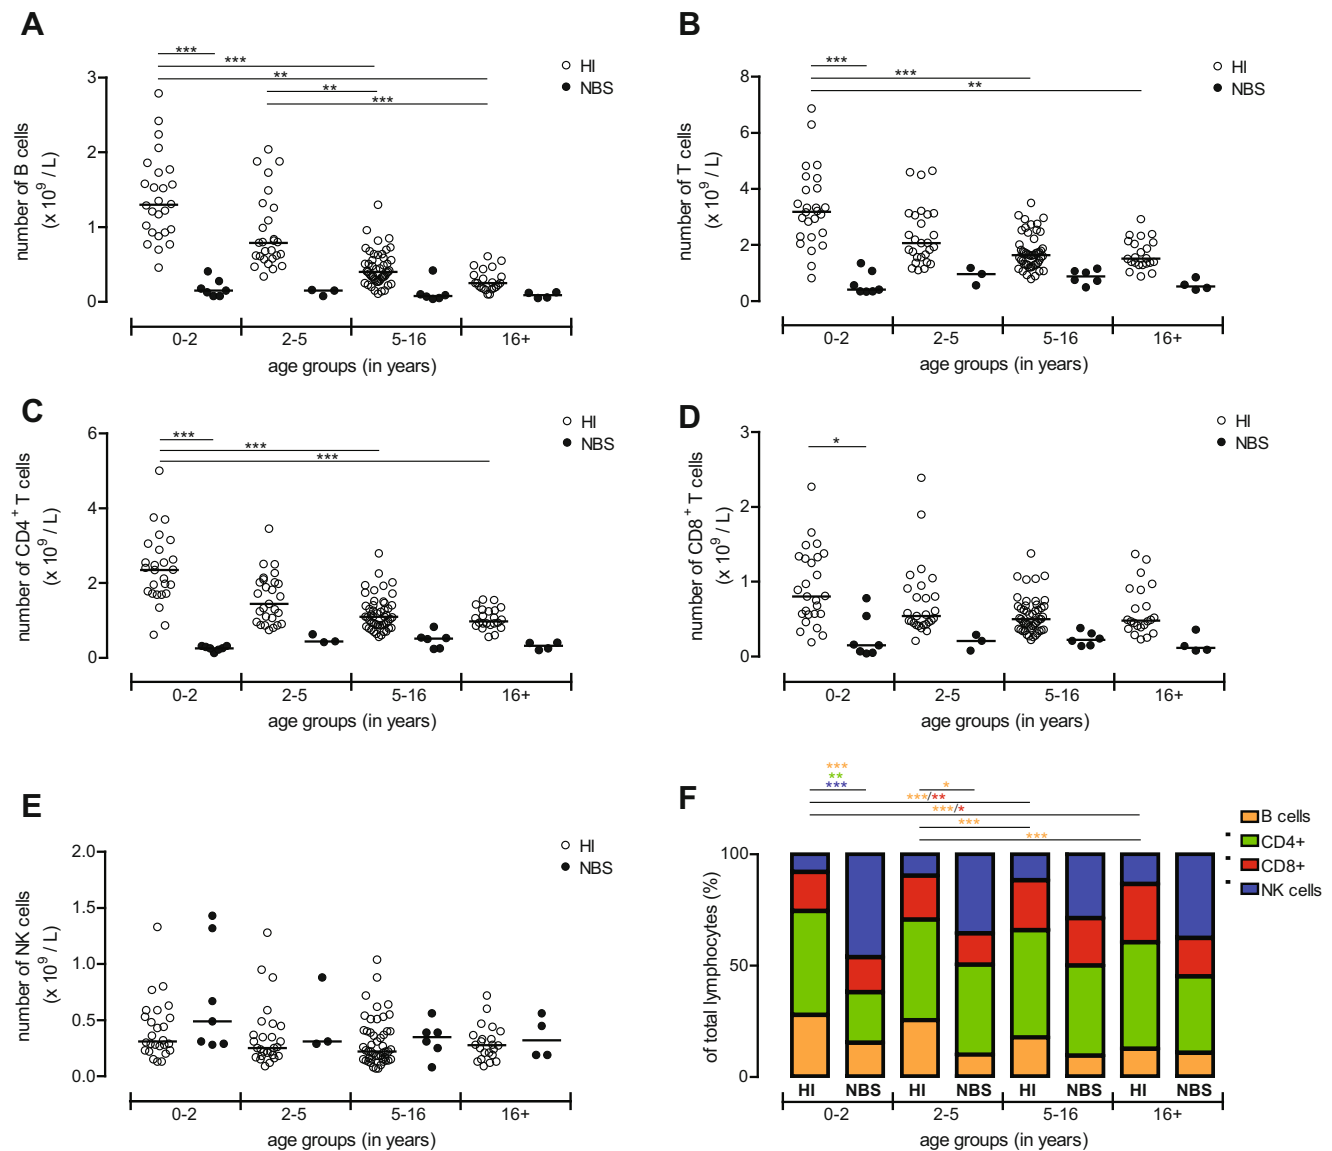 A
***
***
**
**
***
HI
NBS
number of B cells
(x 10⁹ / L)
3
2
1
0
0-2 2-5 5-16 16+
age groups (in years)
B
***
***
**
HI
NBS
number of T cells
(x 10⁹ / L)
8
6
4
2
0
0-2 2-5 5-16 16+
age groups (in years)
C
***
***
***
HI
NBS
number of CD4⁺ T cells
(x 10⁹ / L)
6
4
2
0
0-2 2-5 5-16 16+
age groups (in years)
D
*
HI
NBS
number of CD8⁺ T cells
(x 10⁹ / L)
3
2
1
0
0-2 2-5 5-16 16+
age groups (in years)
E
HI
NBS
number of NK cells
(x 10⁹ / L)
2.0
1.5
1.0
0.5
0.0
0-2 2-5 5-16 16+
age groups (in years)
F
***
**
***
*
***/**
***/*
***
***
B cells
CD4+
CD8+
NK cells
of total lymphocytes (%)
100
50
0
HI NBS HI NBS HI NBS HI NBS
0-2 2-5 5-16 16+
age groups (in years)